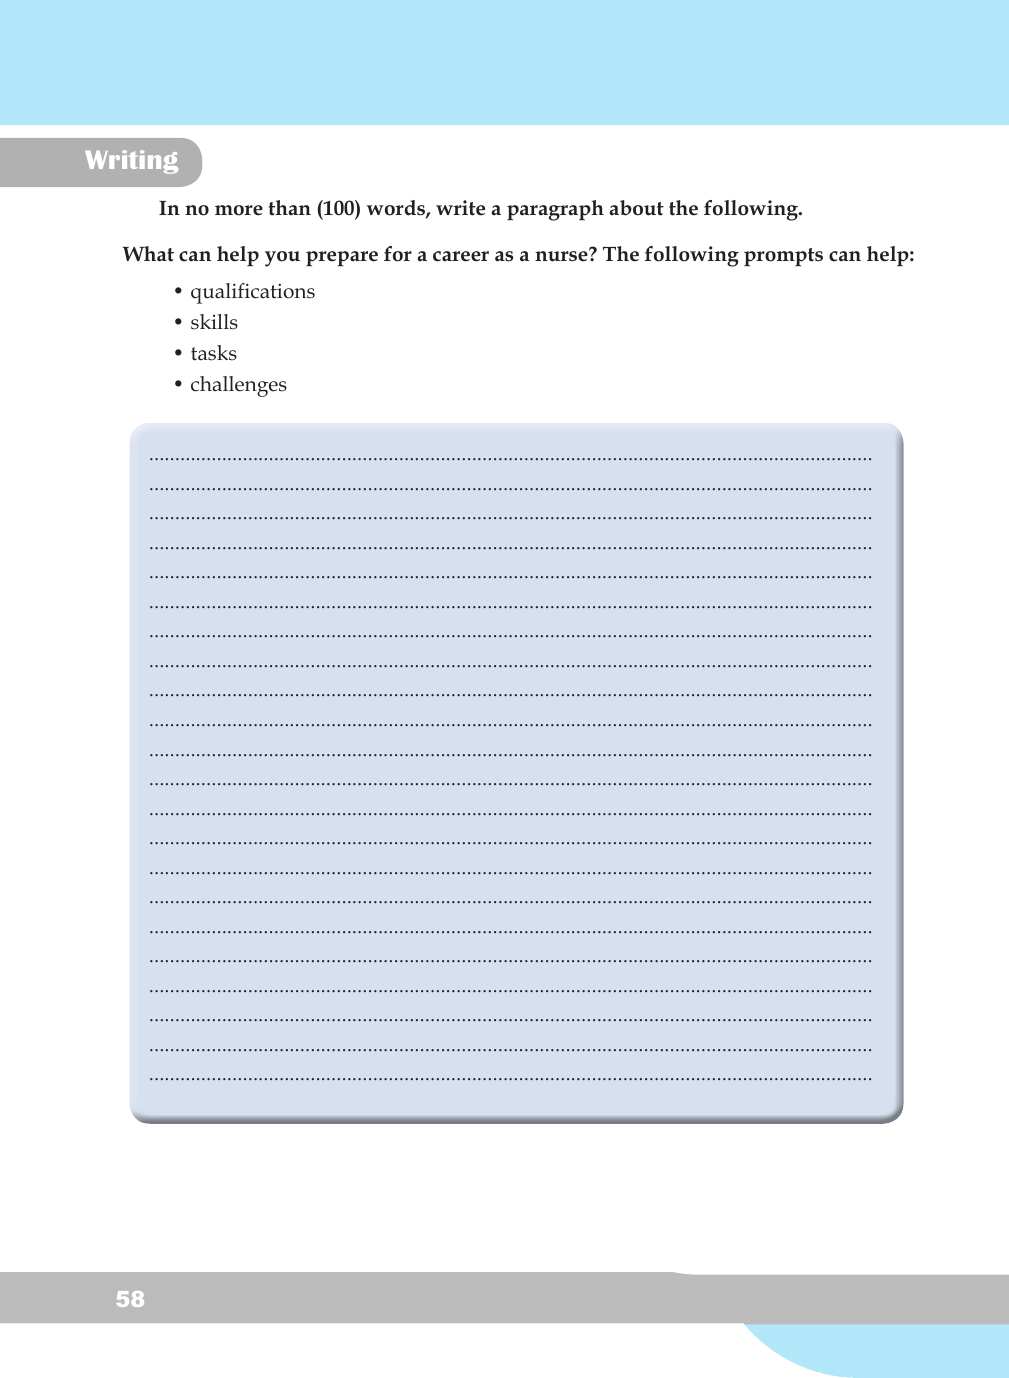 Writing
In no more than (100) words, write a paragraph about the following.
What can help you prepare for a career as a nurse? The following prompts can help:
• qualifications
• skills
• tasks
• challenges
58